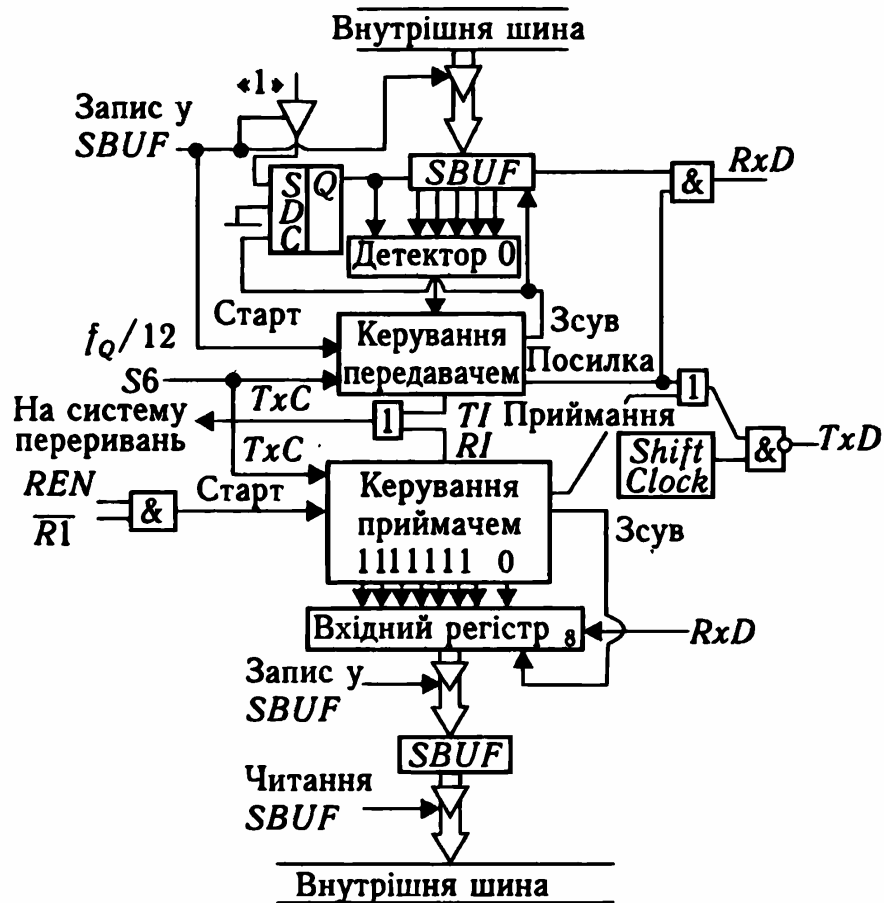 Внутрішня шина
«1»
Запис у
SBUF
S Q
D
C
SBUF
&
RxD
Детектор 0
Старт
Зсув
f_Q/12
Керування
передавачем
Посилка
S6
TxC
На систему
переривань
1
TI
Приймання
1
RI
TxC
Shift
Clock
&
TxD
REN
R1
&
Старт
Керування
приймачем
1111111 0
Зсув
Вхідний регістр 8
RxD
Запис у
SBUF
SBUF
Читання
SBUF
Внутрішня шина